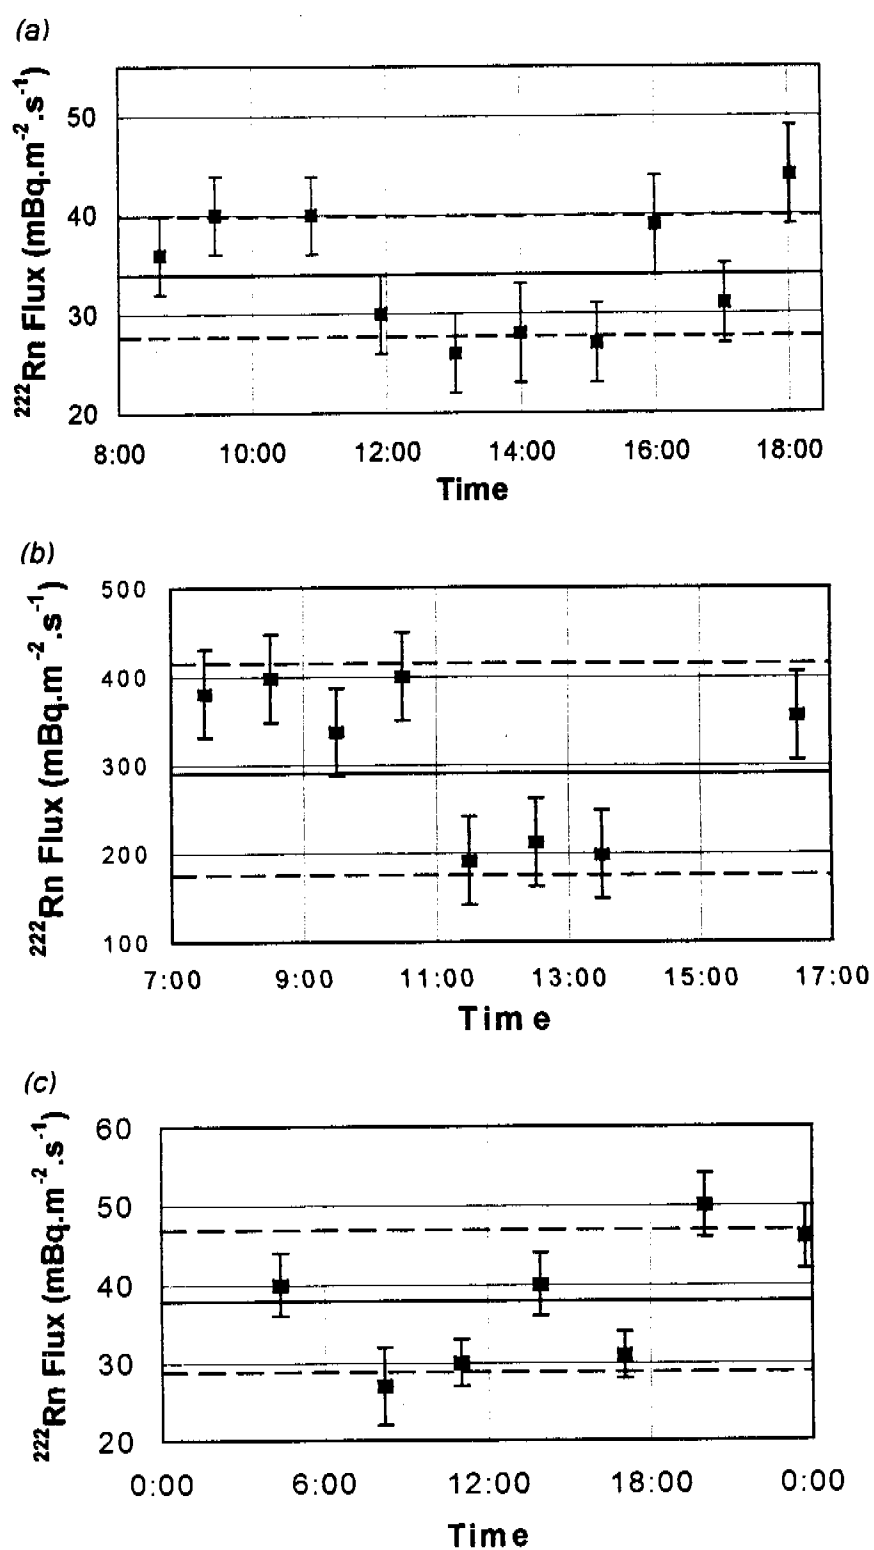 (a)
²²²Rn Flux (mBq.m⁻².s⁻¹)
50
40
30
20
8:00 10:00 12:00 14:00 16:00 18:00
Time
(b)
²²²Rn Flux (mBq.m⁻².s⁻¹)
500
400
300
200
100
7:00 9:00 11:00 13:00 15:00 17:00
Time
(c)
²²²Rn Flux (mBq.m⁻².s⁻¹)
60
50
40
30
20
0:00 6:00 12:00 18:00 0:00
Time